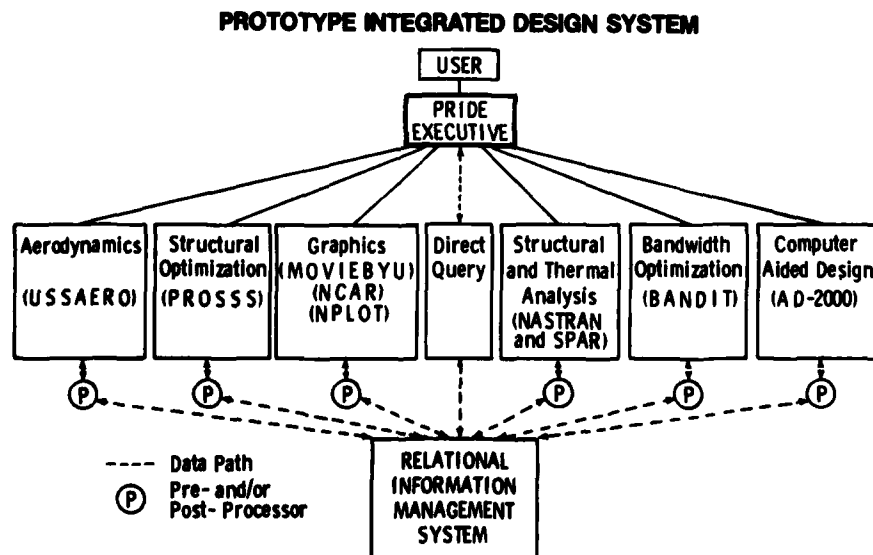 PROTOTYPE INTEGRATED DESIGN SYSTEM
USER
PRIDE
EXECUTIVE
Aerodynamics
(USSAERO)
Structural
Optimization
(PROSSS)
Graphics
(MOVIEBYU)
(NCAR)
(NPLOT)
Direct
Query
Structural
and Thermal
Analysis
(NASTRAN
and SPAR)
Bandwidth
Optimization
(BANDIT)
Computer
Aided Design
(AD-2000)
P
P
P
P
P
P
RELATIONAL
INFORMATION
MANAGEMENT
SYSTEM
Data Path
P
Pre- and/or
Post- Processor